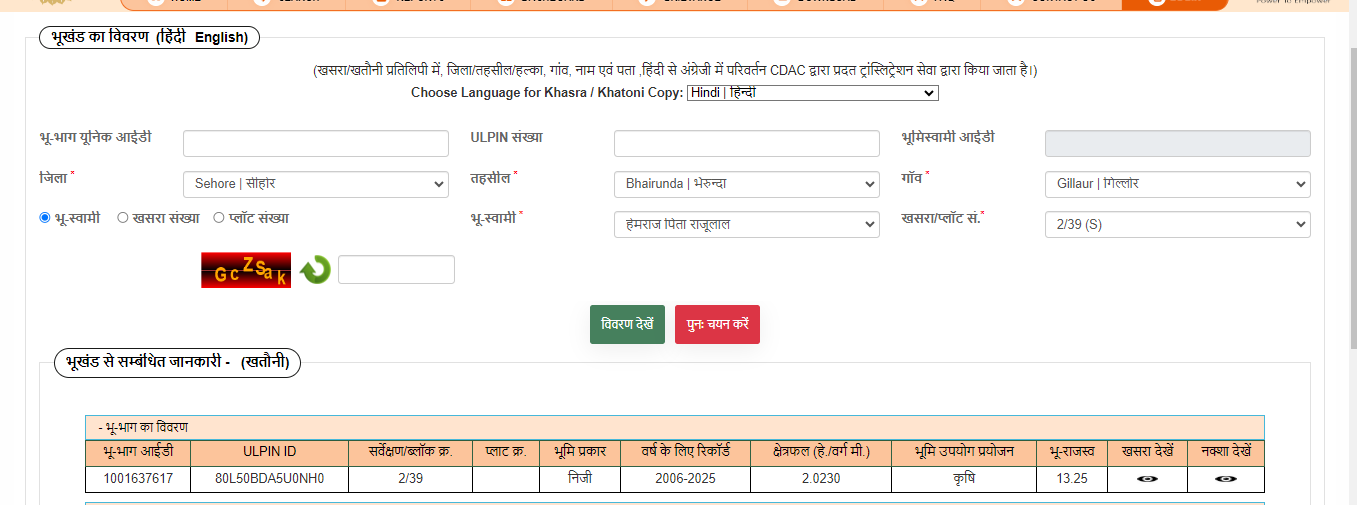 भूखंड का विवरण (हिंदी English)
(खसरा/खतौनी प्रतिलिपी में, जिला/तहसील/हल्का, गांव, नाम एवं पता ,हिंदी से अंग्रेजी में परिवर्तन CDAC द्वारा प्रदत ट्रांस्लिट्रेशन सेवा द्वारा किया जाता है।)
Choose Language for Khasra / Khatoni Copy: Hindi | हिन्दी
भू-भाग यूनिक आईडी ULPIN संख्या भूमिस्वामी आईडी
जिला * Sehore | सीहोर तहसील * Bhairunda | भेरुन्दा गाँव * Gillaur | गिल्लौर
भू-स्वामी खसरा संख्या प्लॉट संख्या भू-स्वामी * हेमराज पिता राजूलाल खसरा/प्लॉट सं.* 2/39 (S)
GcZSak
विवरण देखें पुनः चयन करें
भूखंड से सम्बंधित जानकारी - (खतौनी)
- भू-भाग का विवरण
भू-भाग आईडी ULPIN ID सर्वेक्षण/ब्लॉक क्र. प्लाट क्र. भूमि प्रकार वर्ष के लिए रिकॉर्ड क्षेत्रफल (हे./वर्ग मी.) भूमि उपयोग प्रयोजन भू-राजस्व खसरा देखें नक्शा देखें
1001637617 80L50BDA5U0NH0 2/39 निजी 2006-2025 2.0230 कृषि 13.25